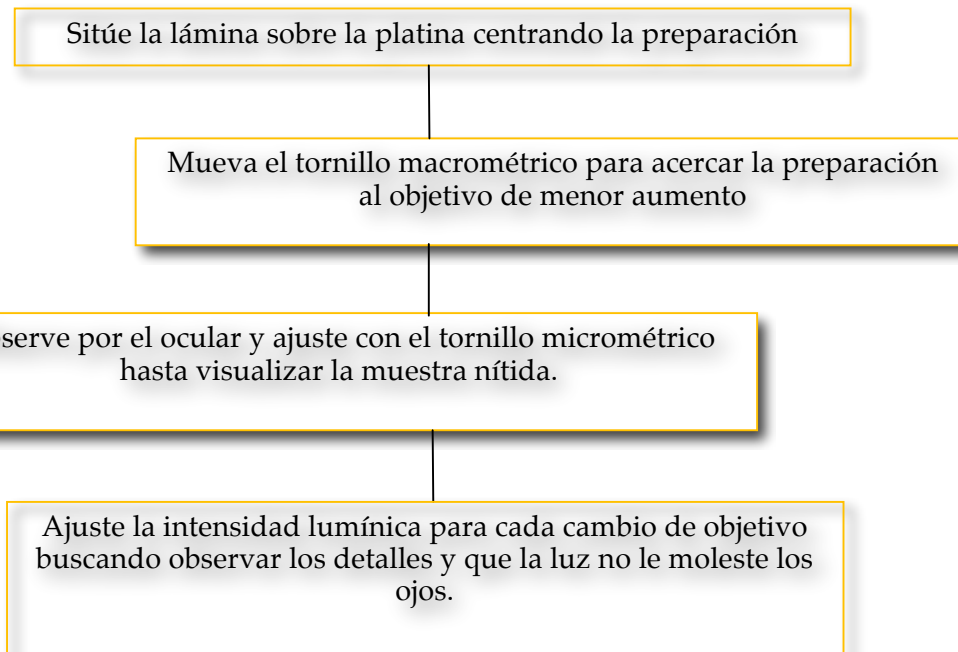 Sitúe la lámina sobre la platina centrando la preparación
Mueva el tornillo macrométrico para acercar la preparación
al objetivo de menor aumento
serve por el ocular y ajuste con el tornillo micrométrico
hasta visualizar la muestra nítida.
Ajuste la intensidad lumínica para cada cambio de objetivo
buscando observar los detalles y que la luz no le moleste los
ojos.